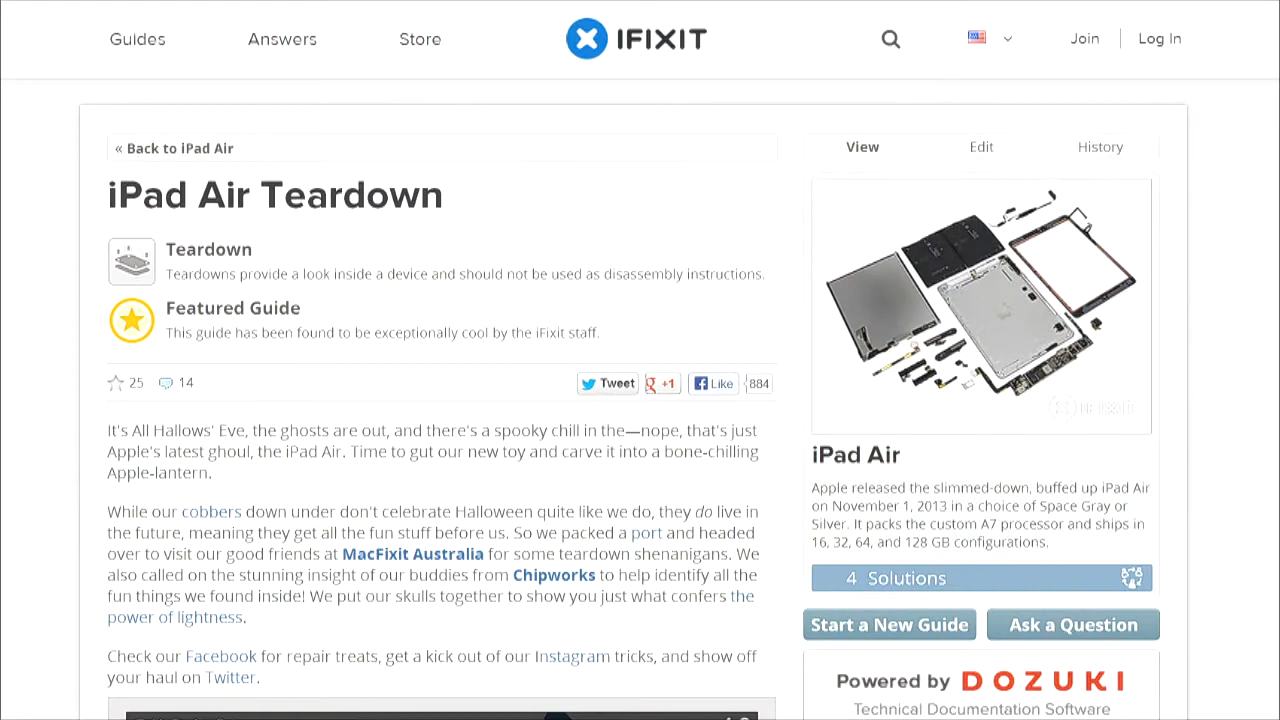 Guides Answers Store IFIXIT Join Log In
« Back to iPad Air
View Edit History
iPad Air Teardown
Teardown
Teardowns provide a look inside a device and should not be used as disassembly instructions.
Featured Guide
This guide has been found to be exceptionally cool by the iFixit staff.
25 14 Tweet +1 Like 884
It's All Hallows' Eve, the ghosts are out, and there's a spooky chill in the—nope, that's just
Apple's latest ghoul, the iPad Air. Time to gut our new toy and carve it into a bone-chilling
Apple-lantern.
While our cobbers down under don't celebrate Halloween quite like we do, they do live in
the future, meaning they get all the fun stuff before us. So we packed a port and headed
over to visit our good friends at MacFixit Australia for some teardown shenanigans. We
also called on the stunning insight of our buddies from Chipworks to help identify all the
fun things we found inside! We put our skulls together to show you just what confers the
power of lightness.
Check our Facebook for repair treats, get a kick out of our Instagram tricks, and show off
your haul on Twitter.
IFIXIT
iPad Air
Apple released the slimmed-down, buffed up iPad Air
on November 1, 2013 in a choice of Space Gray or
Silver. It packs the custom A7 processor and ships in
16, 32, 64, and 128 GB configurations.
4 Solutions
Start a New Guide Ask a Question
Powered by DOZUKI
Technical Documentation Software